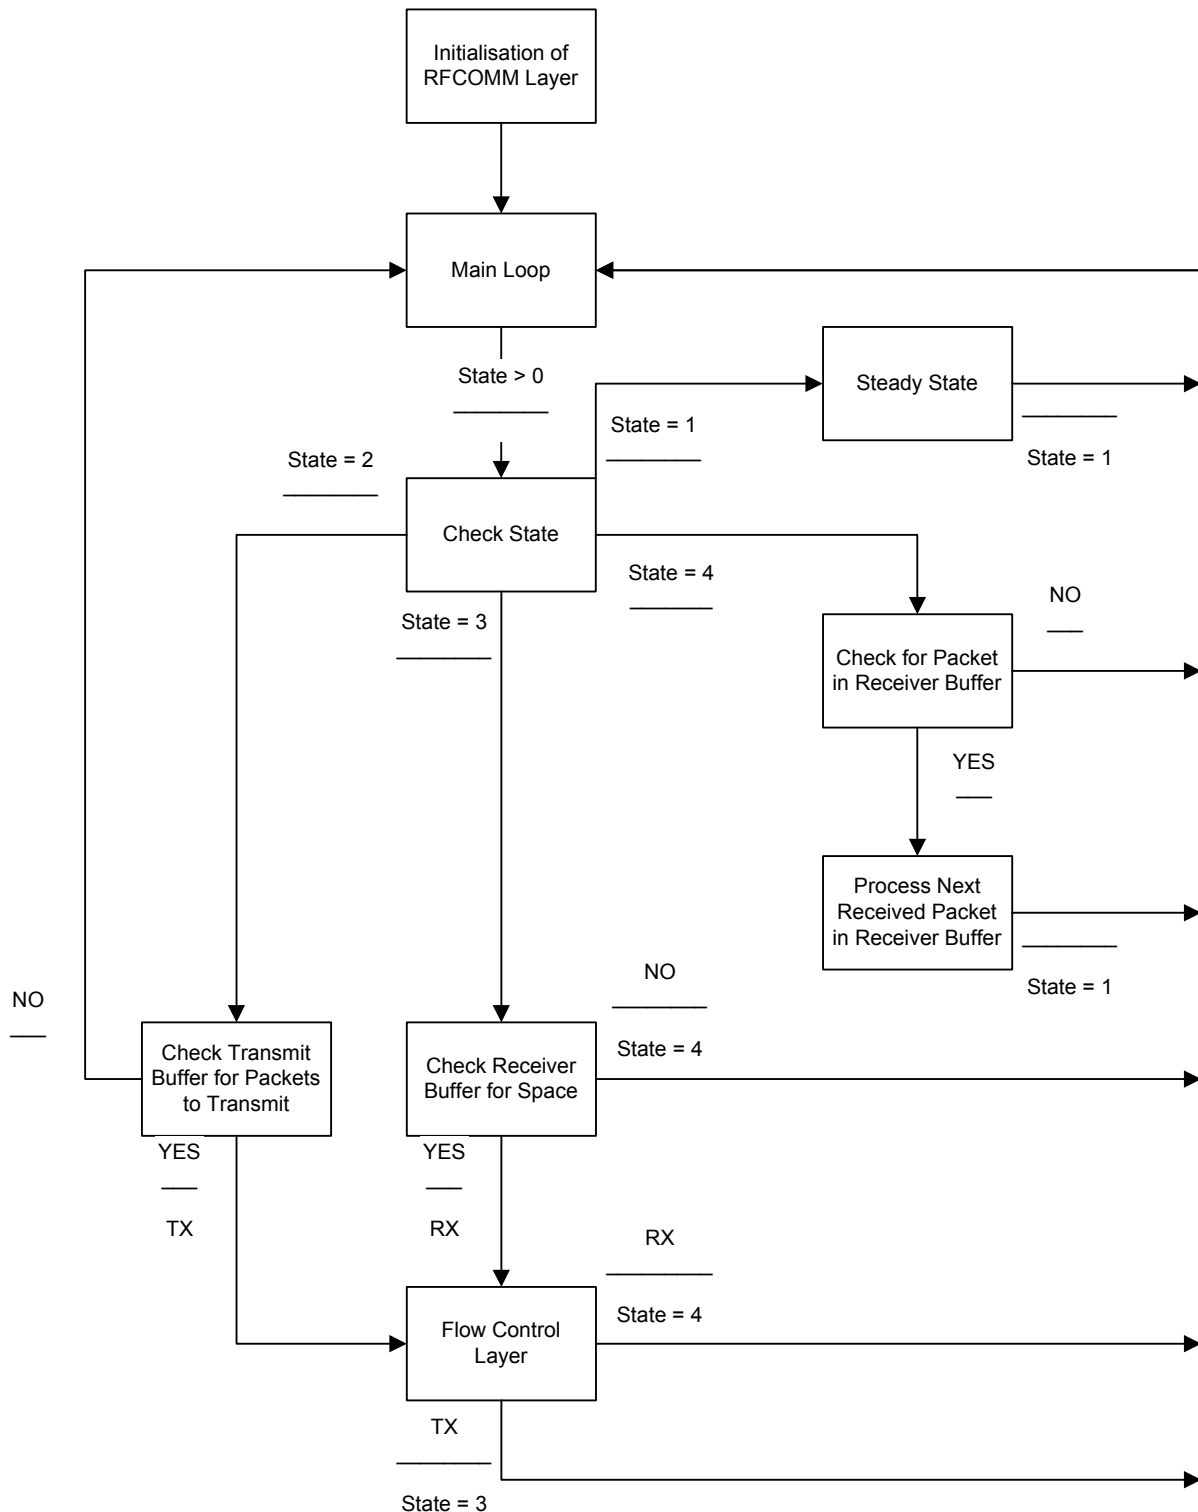 Initialisation of
RFCOMM Layer
Main Loop
State > 0
Steady State
State = 1
State = 1
State = 2
Check State
State = 4
State = 3
NO
Check for Packet
in Receiver Buffer
YES
Process Next
Received Packet
in Receiver Buffer
State = 1
NO
NO
State = 4
Check Transmit
Buffer for Packets
to Transmit
Check Receiver
Buffer for Space
YES
TX
YES
RX
RX
State = 4
Flow Control
Layer
TX
State = 3